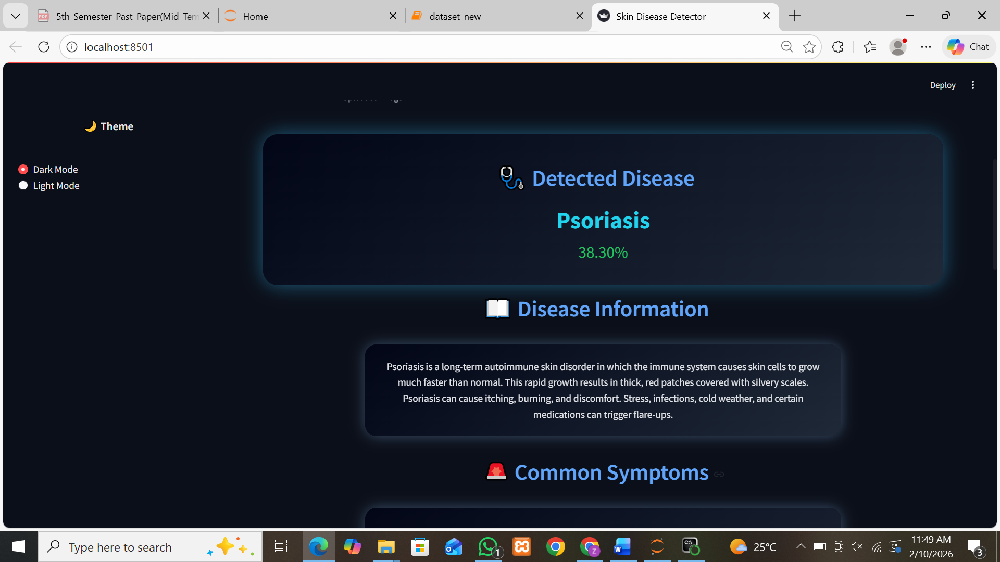 5th_Semester_Past_Paper(Mid_Tern
Home
dataset_new
Skin Disease Detector
localhost:8501
Chat
Deploy
Uploaded Image
🌙 Theme
Dark Mode
Light Mode
Detected Disease
Psoriasis
38.30%
Disease Information
Psoriasis is a long-term autoimmune skin disorder in which the immune system causes skin cells to grow
much faster than normal. This rapid growth results in thick, red patches covered with silvery scales.
Psoriasis can cause itching, burning, and discomfort. Stress, infections, cold weather, and certain
medications can trigger flare-ups.
Common Symptoms
Type here to search
1
Z
25°C
11:49 AM
2/10/2026
3